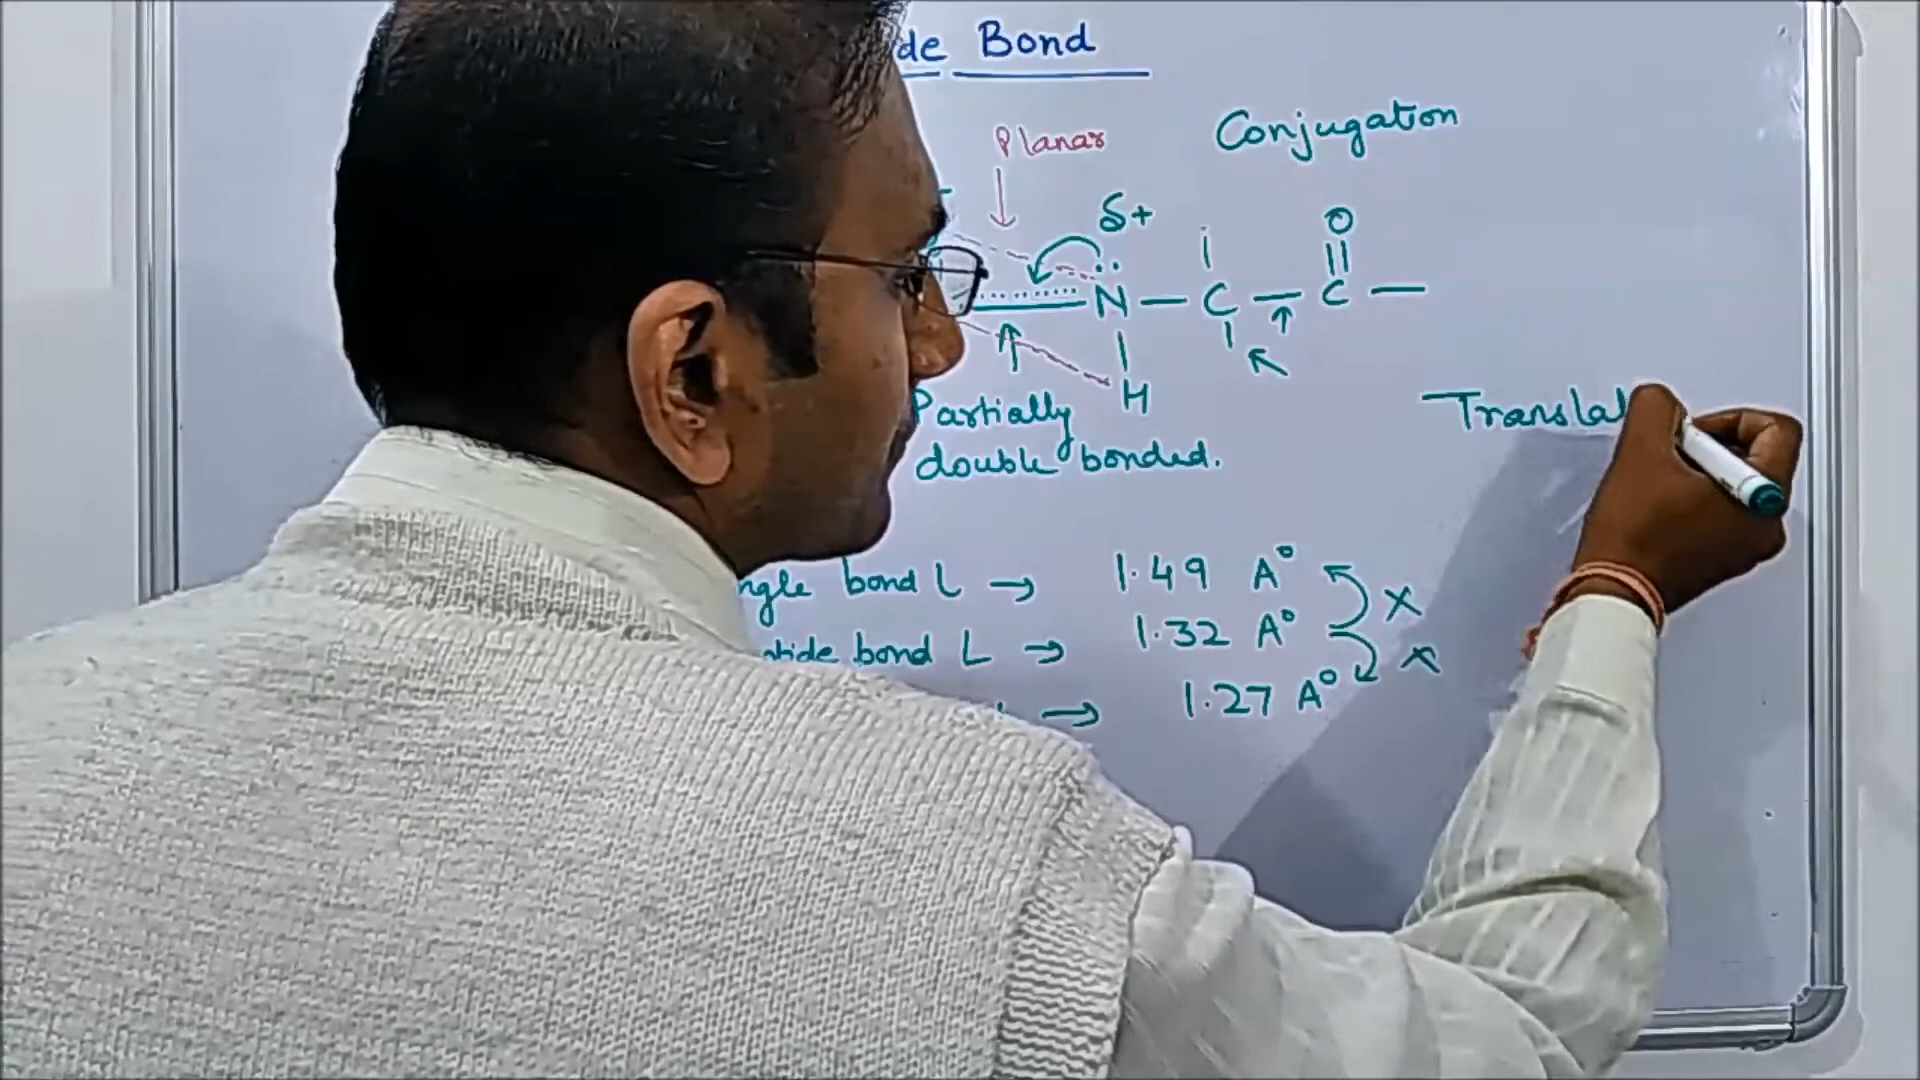 de Bond
Planar
Conjugation
δ+
O
N — C — C —
H
Partially
double bonded.
Translat
ngle bond L → 1.49 A°
X
tide bond L → 1.32 A°
X
→ 1.27 A°